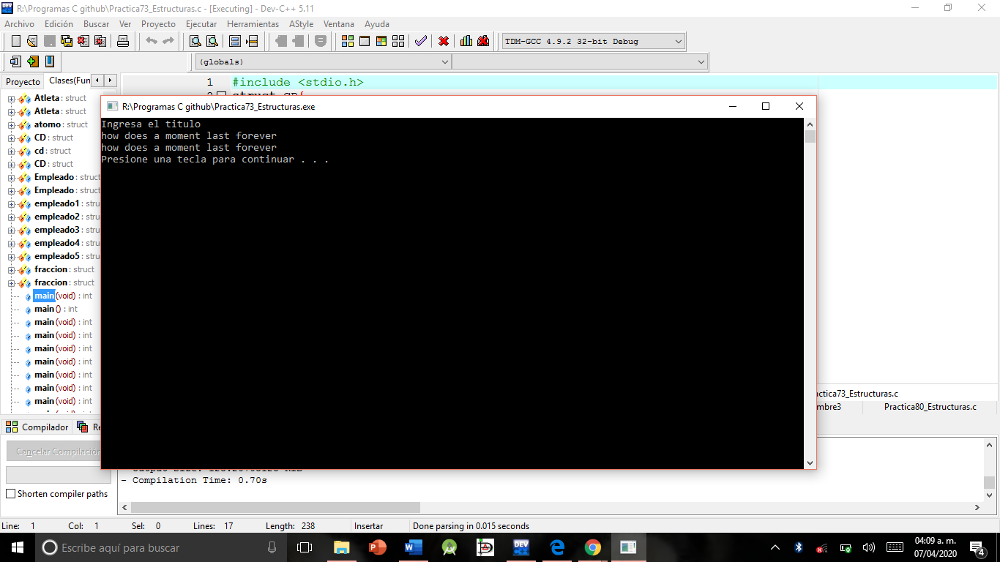 R:\Programas C github\Practica73_Estructuras.c - [Executing] - Dev-C++ 5.11
Archivo Edición Buscar Ver Proyecto Ejecutar Herramientas AStyle Ventana Ayuda
TDM-GCC 4.9.2 32-bit Debug
(globals)
Proyecto Clases(Fun
1 #include <stdio.h>
struct CD{
Atleta : struct
Atleta : struct
atomo : struct
CD : struct
cd : struct
CD : struct
Empleado : struct
Empleado : struct
empleado1 : stru
empleado2 : stru
empleado3 : stru
empleado4 : stru
empleado5 : stru
fraccion : struct
fraccion : struct
main (void) : int
main () : int
main (void) : int
main (void) : int
main (void) : int
main (void) : int
main (void) : int
main (void) : int
main (void) : int
R:\Programas C github\Practica73_Estructuras.exe
Ingresa el titulo
how does a moment last forever
how does a moment last forever
Presione una tecla para continuar . . .
actica73_Estructuras.c
mbre3 Practica80_Estructuras.c
Compilador Re
Cancelar Compilación
Shorten compiler paths
- Compilation Time: 0.70s
Line: 1 Col: 1 Sel: 0 Lines: 17 Length: 238 Insertar Done parsing in 0.015 seconds
Escribe aquí para buscar
04:09 a. m.
07/04/2020
4